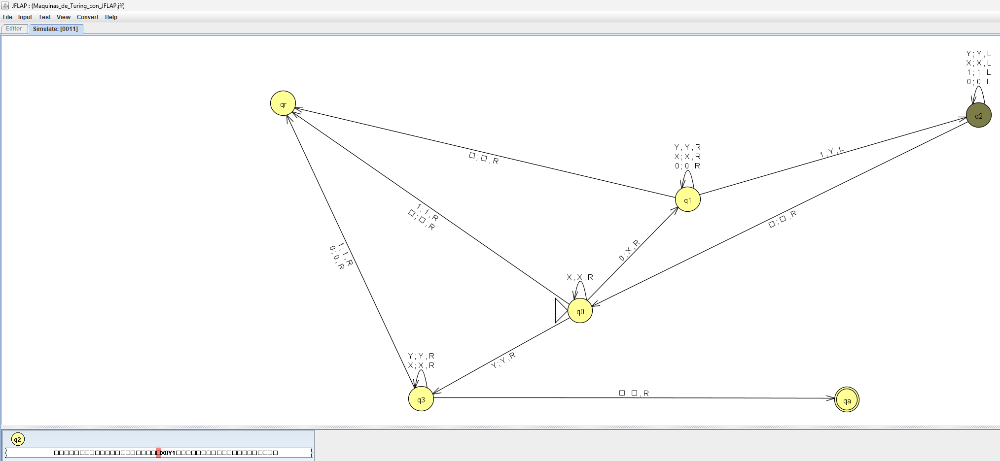 JFLAP : (Maquinas_de_Turing_con_JFLAP.jff)
File Input Test View Convert Help
Editor Simulate: [0011]
Y ; Y , L
X ; X , L
1 ; 1 , L
0 ; 0 , L
qr
q2
Y ; Y , R
X ; X , R
0 ; 0 , R
□ ; □ , R
1 ; Y , L
q1
1 ; 1 , R
□ ; □ , R
□ ; □ , R
1 ; 1 , R
0 ; 0 , R
0 ; X , R
X ; X , R
q0
Y ; Y , R
X ; X , R
Y ; Y , R
□ ; □ , R
q3
qa
q2
□□□□□□□□□□□□□□□□□□□□□X0Y1□□□□□□□□□□□□□□□□□□□□